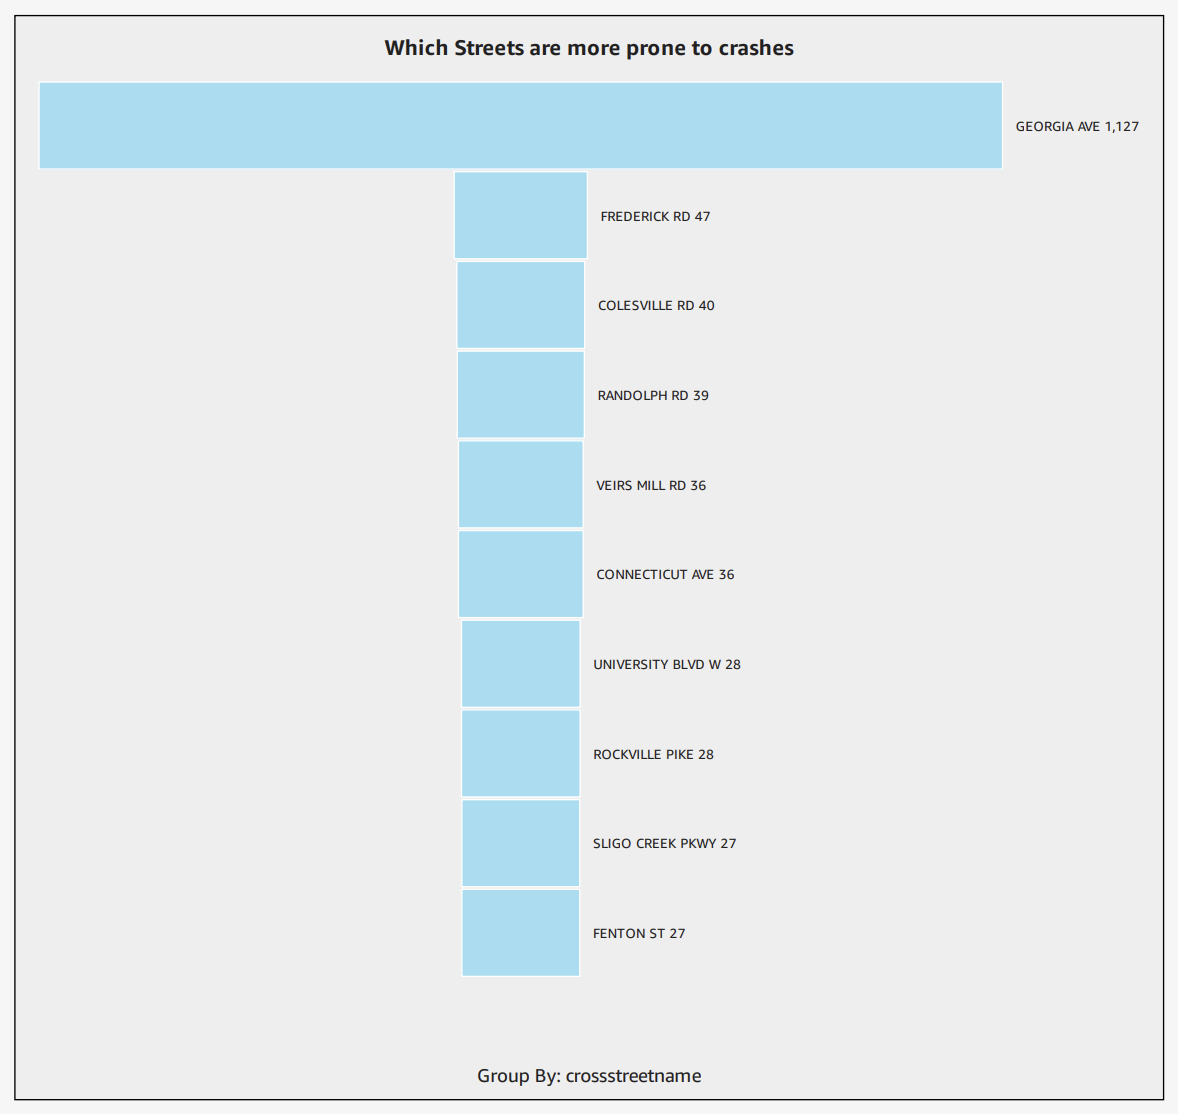 Which Streets are more prone to crashes
GEORGIA AVE 1,127
FREDERICK RD 47
COLESVILLE RD 40
RANDOLPH RD 39
VEIRS MILL RD 36
CONNECTICUT AVE 36
UNIVERSITY BLVD W 28
ROCKVILLE PIKE 28
SLIGO CREEK PKWY 27
FENTON ST 27
Group By: crossstreetname